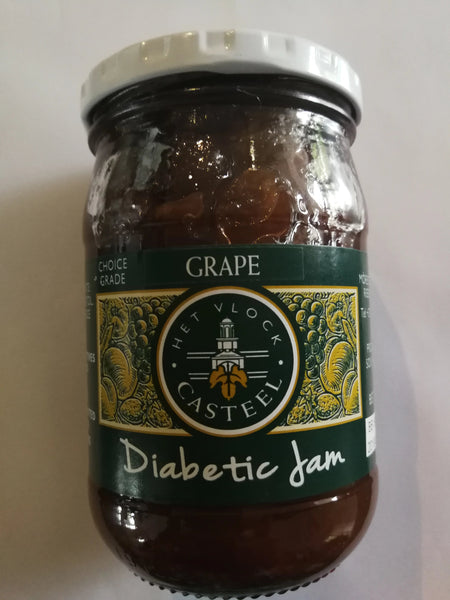 CHOICE
GRADE
GRAPE
HET VLOCK
CASTEEL
Diabetic Jam